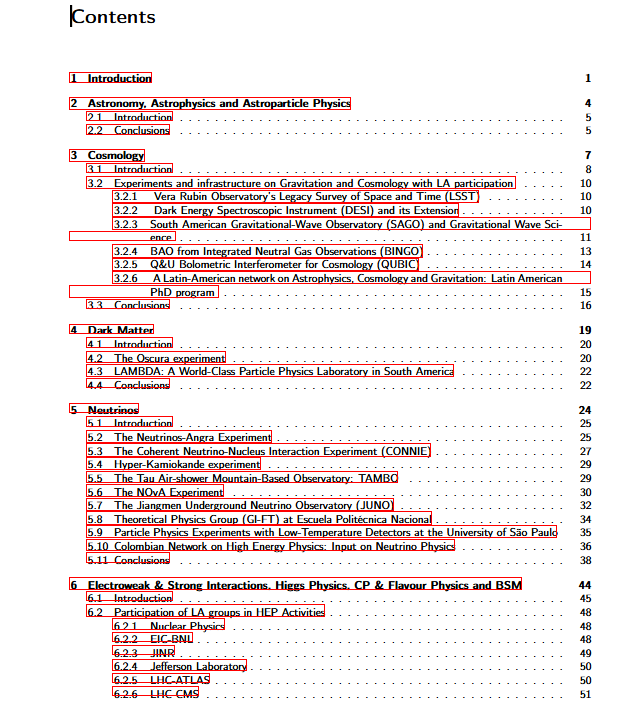 Contents
1 Introduction 1
2 Astronomy, Astrophysics and Astroparticle Physics 4
2.1 Introduction . . . . . . . . . . . . . . . . . . . . 5
2.2 Conclusions . . . . . . . . . . . . . . . . . . . . 5
3 Cosmology 7
3.1 Introduction . . . . . . . . . . . . . . . . . . . . 8
3.2 Experiments and infrastructure on Gravitation and Cosmology with LA participation . . . . . 10
3.2.1 Vera Rubin Observatory's Legacy Survey of Space and Time (LSST) . . . . . . . . 10
3.2.2 Dark Energy Spectroscopic Instrument (DESI) and its Extension . . . . . . . . . . 10
3.2.3 South American Gravitational-Wave Observatory (SAGO) and Gravitational Wave Sci-
ence . . . . . . . . . . . . . . . . . . . . 11
3.2.4 BAO from Integrated Neutral Gas Observations (BINGO) . . . . . . . . . . . . 13
3.2.5 Q&U Bolometric Interferometer for Cosmology (QUBIC) . . . . . . . . . . . . 14
3.2.6 A Latin-American network on Astrophysics, Cosmology and Gravitation: Latin American
PhD program . . . . . . . . . . . . . . . . . . . . 15
3.3 Conclusions . . . . . . . . . . . . . . . . . . . . 16
4 Dark Matter 19
4.1 Introduction . . . . . . . . . . . . . . . . . . . . 20
4.2 The Oscura experiment . . . . . . . . . . . . . . . . . . . . 20
4.3 LAMBDA: A World-Class Particle Physics Laboratory in South America . . . . . . . . . . 22
4.4 Conclusions . . . . . . . . . . . . . . . . . . . . 22
5 Neutrinos 24
5.1 Introduction . . . . . . . . . . . . . . . . . . . . 25
5.2 The Neutrinos-Angra Experiment . . . . . . . . . . . . . . . . . . . . 25
5.3 The Coherent Neutrino-Nucleus Interaction Experiment (CONNIE) . . . . . . . . . . . . 27
5.4 Hyper-Kamiokande experiment . . . . . . . . . . . . . . . . . . . . 29
5.5 The Tau Air-shower Mountain-Based Observatory: TAMBO . . . . . . . . . . . . . . 29
5.6 The NOvA Experiment . . . . . . . . . . . . . . . . . . . . 30
5.7 The Jiangmen Underground Neutrino Observatory (JUNO) . . . . . . . . . . . . . . 32
5.8 Theoretical Physics Group (GI-FT) at Escuela Politécnica Nacional . . . . . . . . . . . . 34
5.9 Particle Physics Experiments with Low-Temperature Detectors at the University of São Paulo 35
5.10 Colombian Network on High Energy Physics: Input on Neutrino Physics . . . . . . . . . . 36
5.11 Conclusions . . . . . . . . . . . . . . . . . . . . 38
6 Electroweak & Strong Interactions, Higgs Physics, CP & Flavour Physics and BSM 44
6.1 Introduction . . . . . . . . . . . . . . . . . . . . 45
6.2 Participation of LA groups in HEP Activities . . . . . . . . . . . . . . . . . . . . 48
6.2.1 Nuclear Physics . . . . . . . . . . . . . . . . . . . . 48
6.2.2 EIC-BNL . . . . . . . . . . . . . . . . . . . . 48
6.2.3 JINR . . . . . . . . . . . . . . . . . . . . 49
6.2.4 Jefferson Laboratory . . . . . . . . . . . . . . . . . . . . 50
6.2.5 LHC-ATLAS . . . . . . . . . . . . . . . . . . . . 50
6.2.6 LHC CMS . . . . . . . . . . . . . . . . . . . . 51